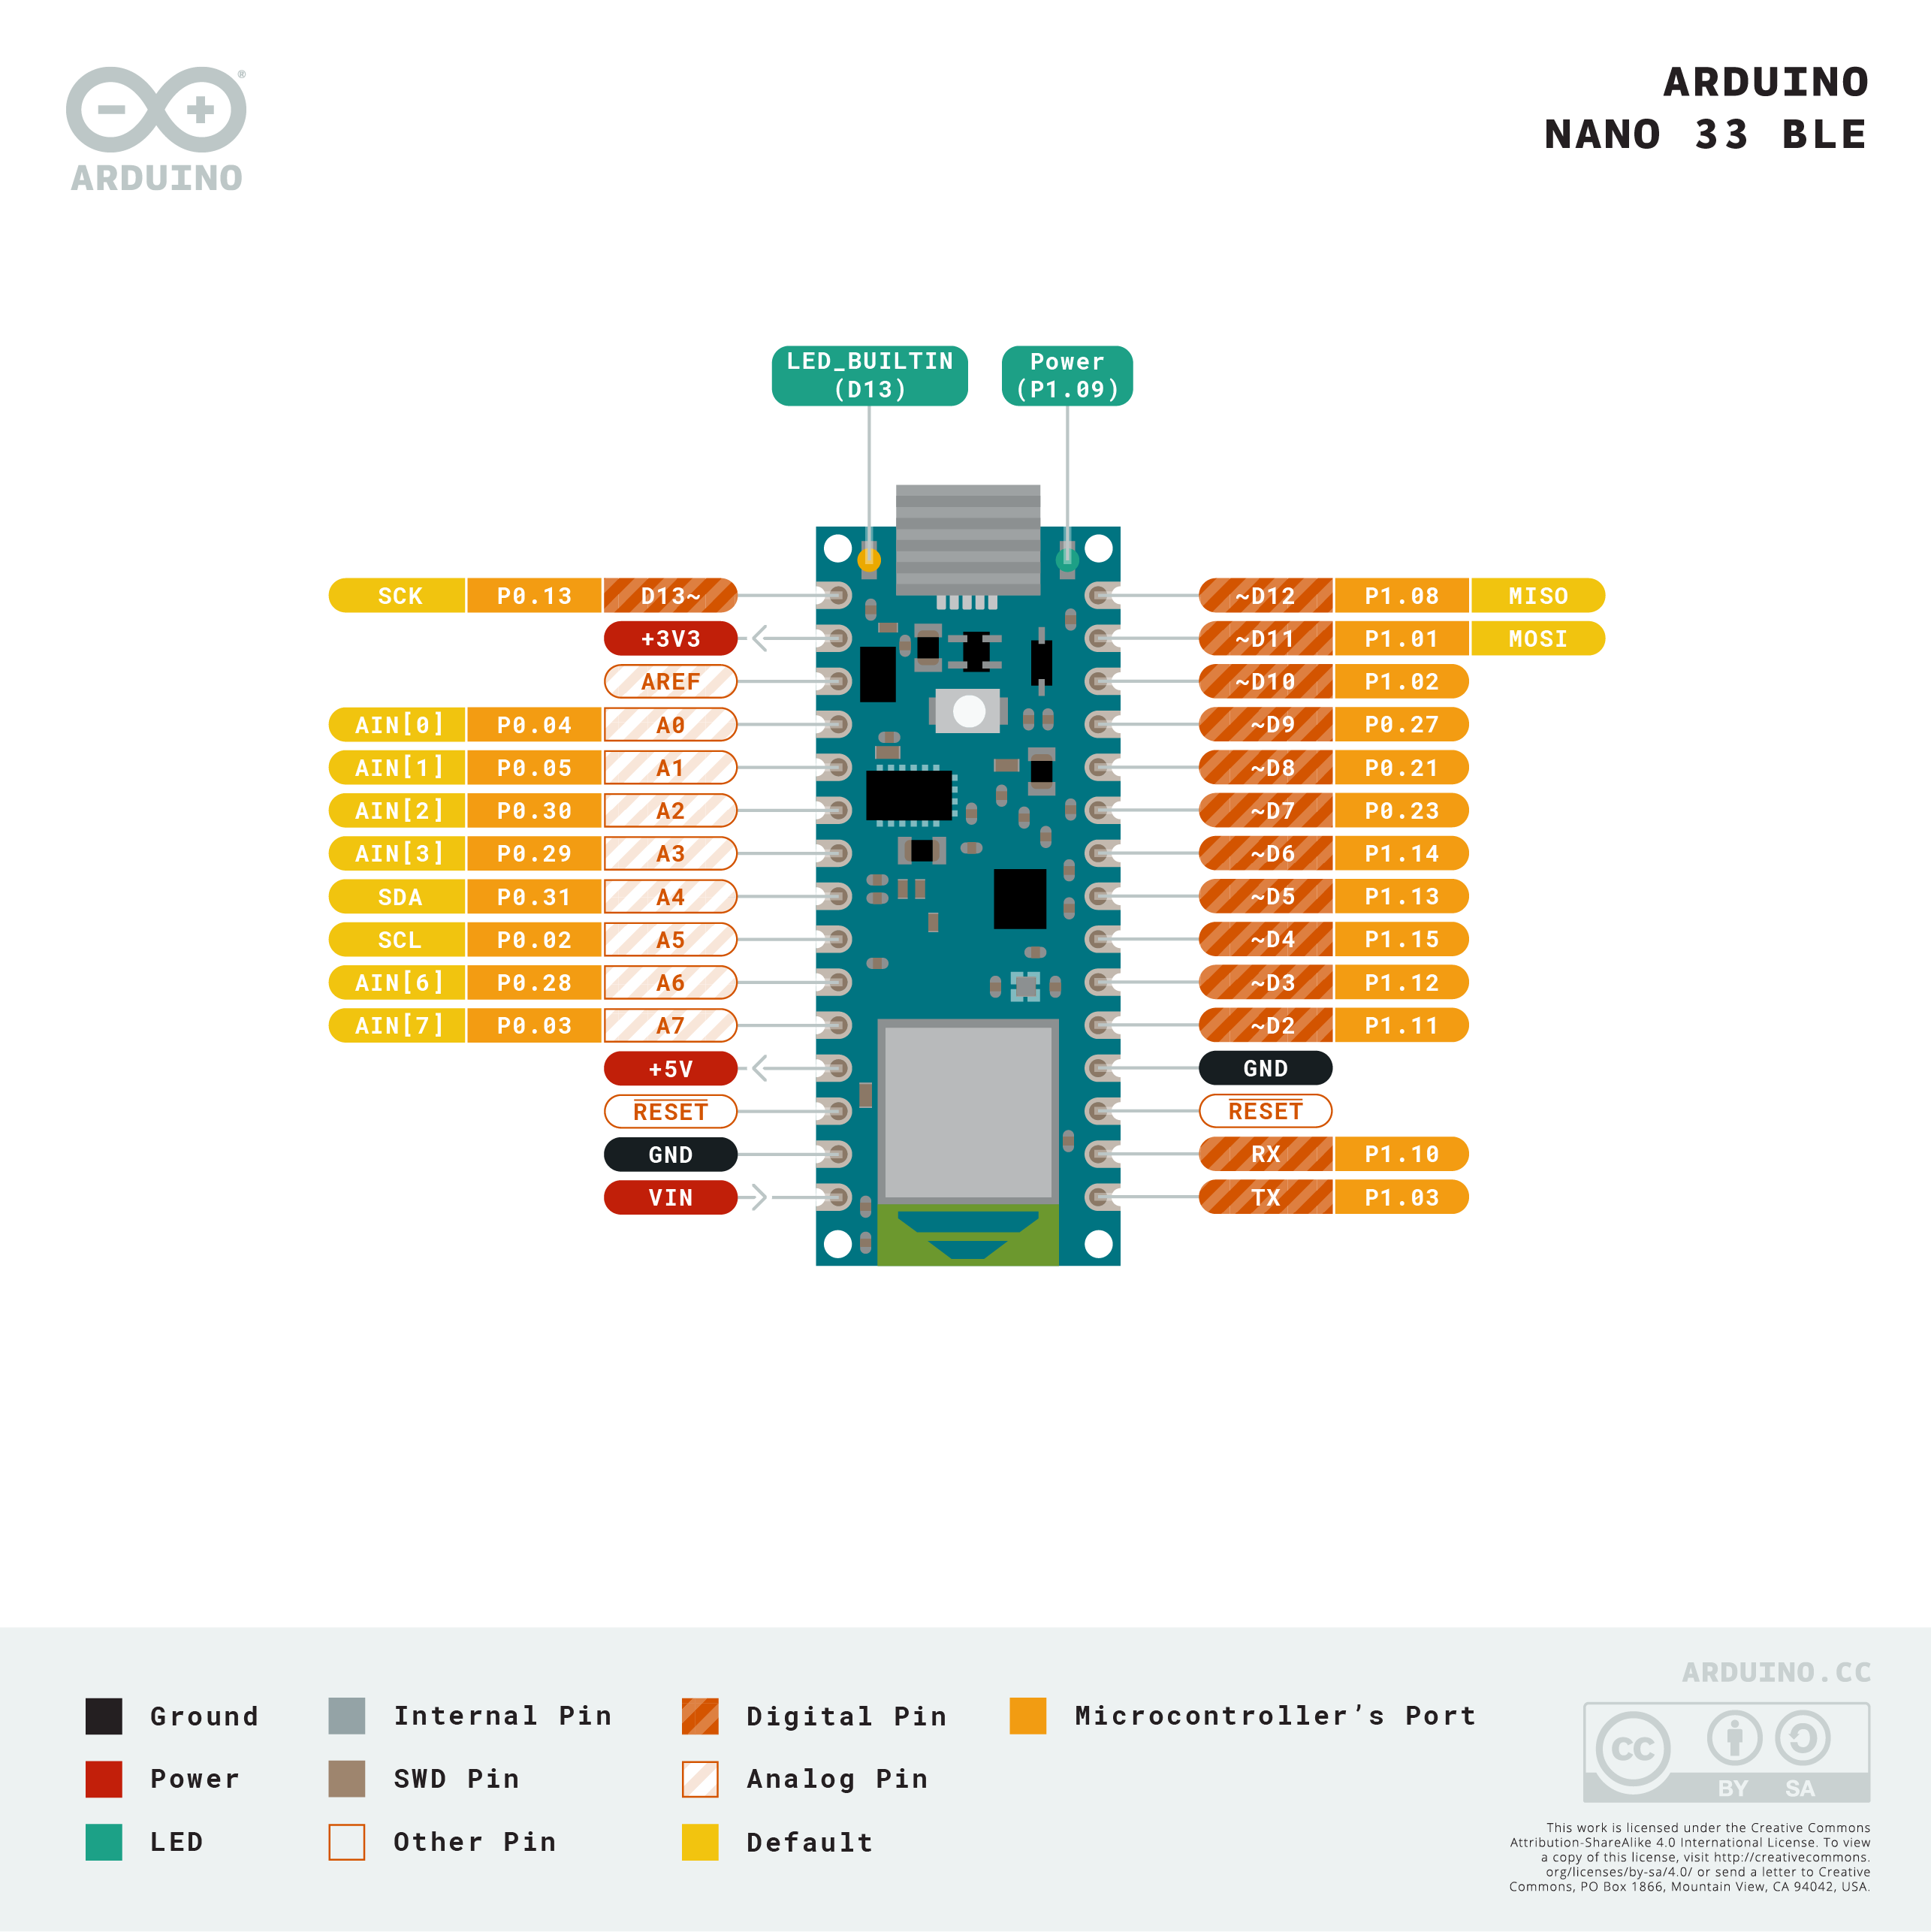 ®
ARDUINO
ARDUINO
NANO 33 BLE
LED_BUILTIN
(D13)
Power
(P1.09)
SCK P0.13 D13~
+3V3
AREF
AIN[0] P0.04 A0
AIN[1] P0.05 A1
AIN[2] P0.30 A2
AIN[3] P0.29 A3
SDA P0.31 A4
SCL P0.02 A5
AIN[6] P0.28 A6
AIN[7] P0.03 A7
+5V
RESET
GND
VIN
~D12 P1.08 MISO
~D11 P1.01 MOSI
~D10 P1.02
~D9 P0.27
~D8 P0.21
~D7 P0.23
~D6 P1.14
~D5 P1.13
~D4 P1.15
~D3 P1.12
~D2 P1.11
GND
RESET
RX P1.10
TX P1.03
Ground
Power
LED
Internal Pin
SWD Pin
Other Pin
Digital Pin
Analog Pin
Default
Microcontroller's Port
ARDUINO.CC
CC
BY SA
This work is licensed under the Creative Commons
Attribution-ShareAlike 4.0 International License. To view
a copy of this license, visit http://creativecommons.
org/licenses/by-sa/4.0/ or send a letter to Creative
Commons, PO Box 1866, Mountain View, CA 94042, USA.